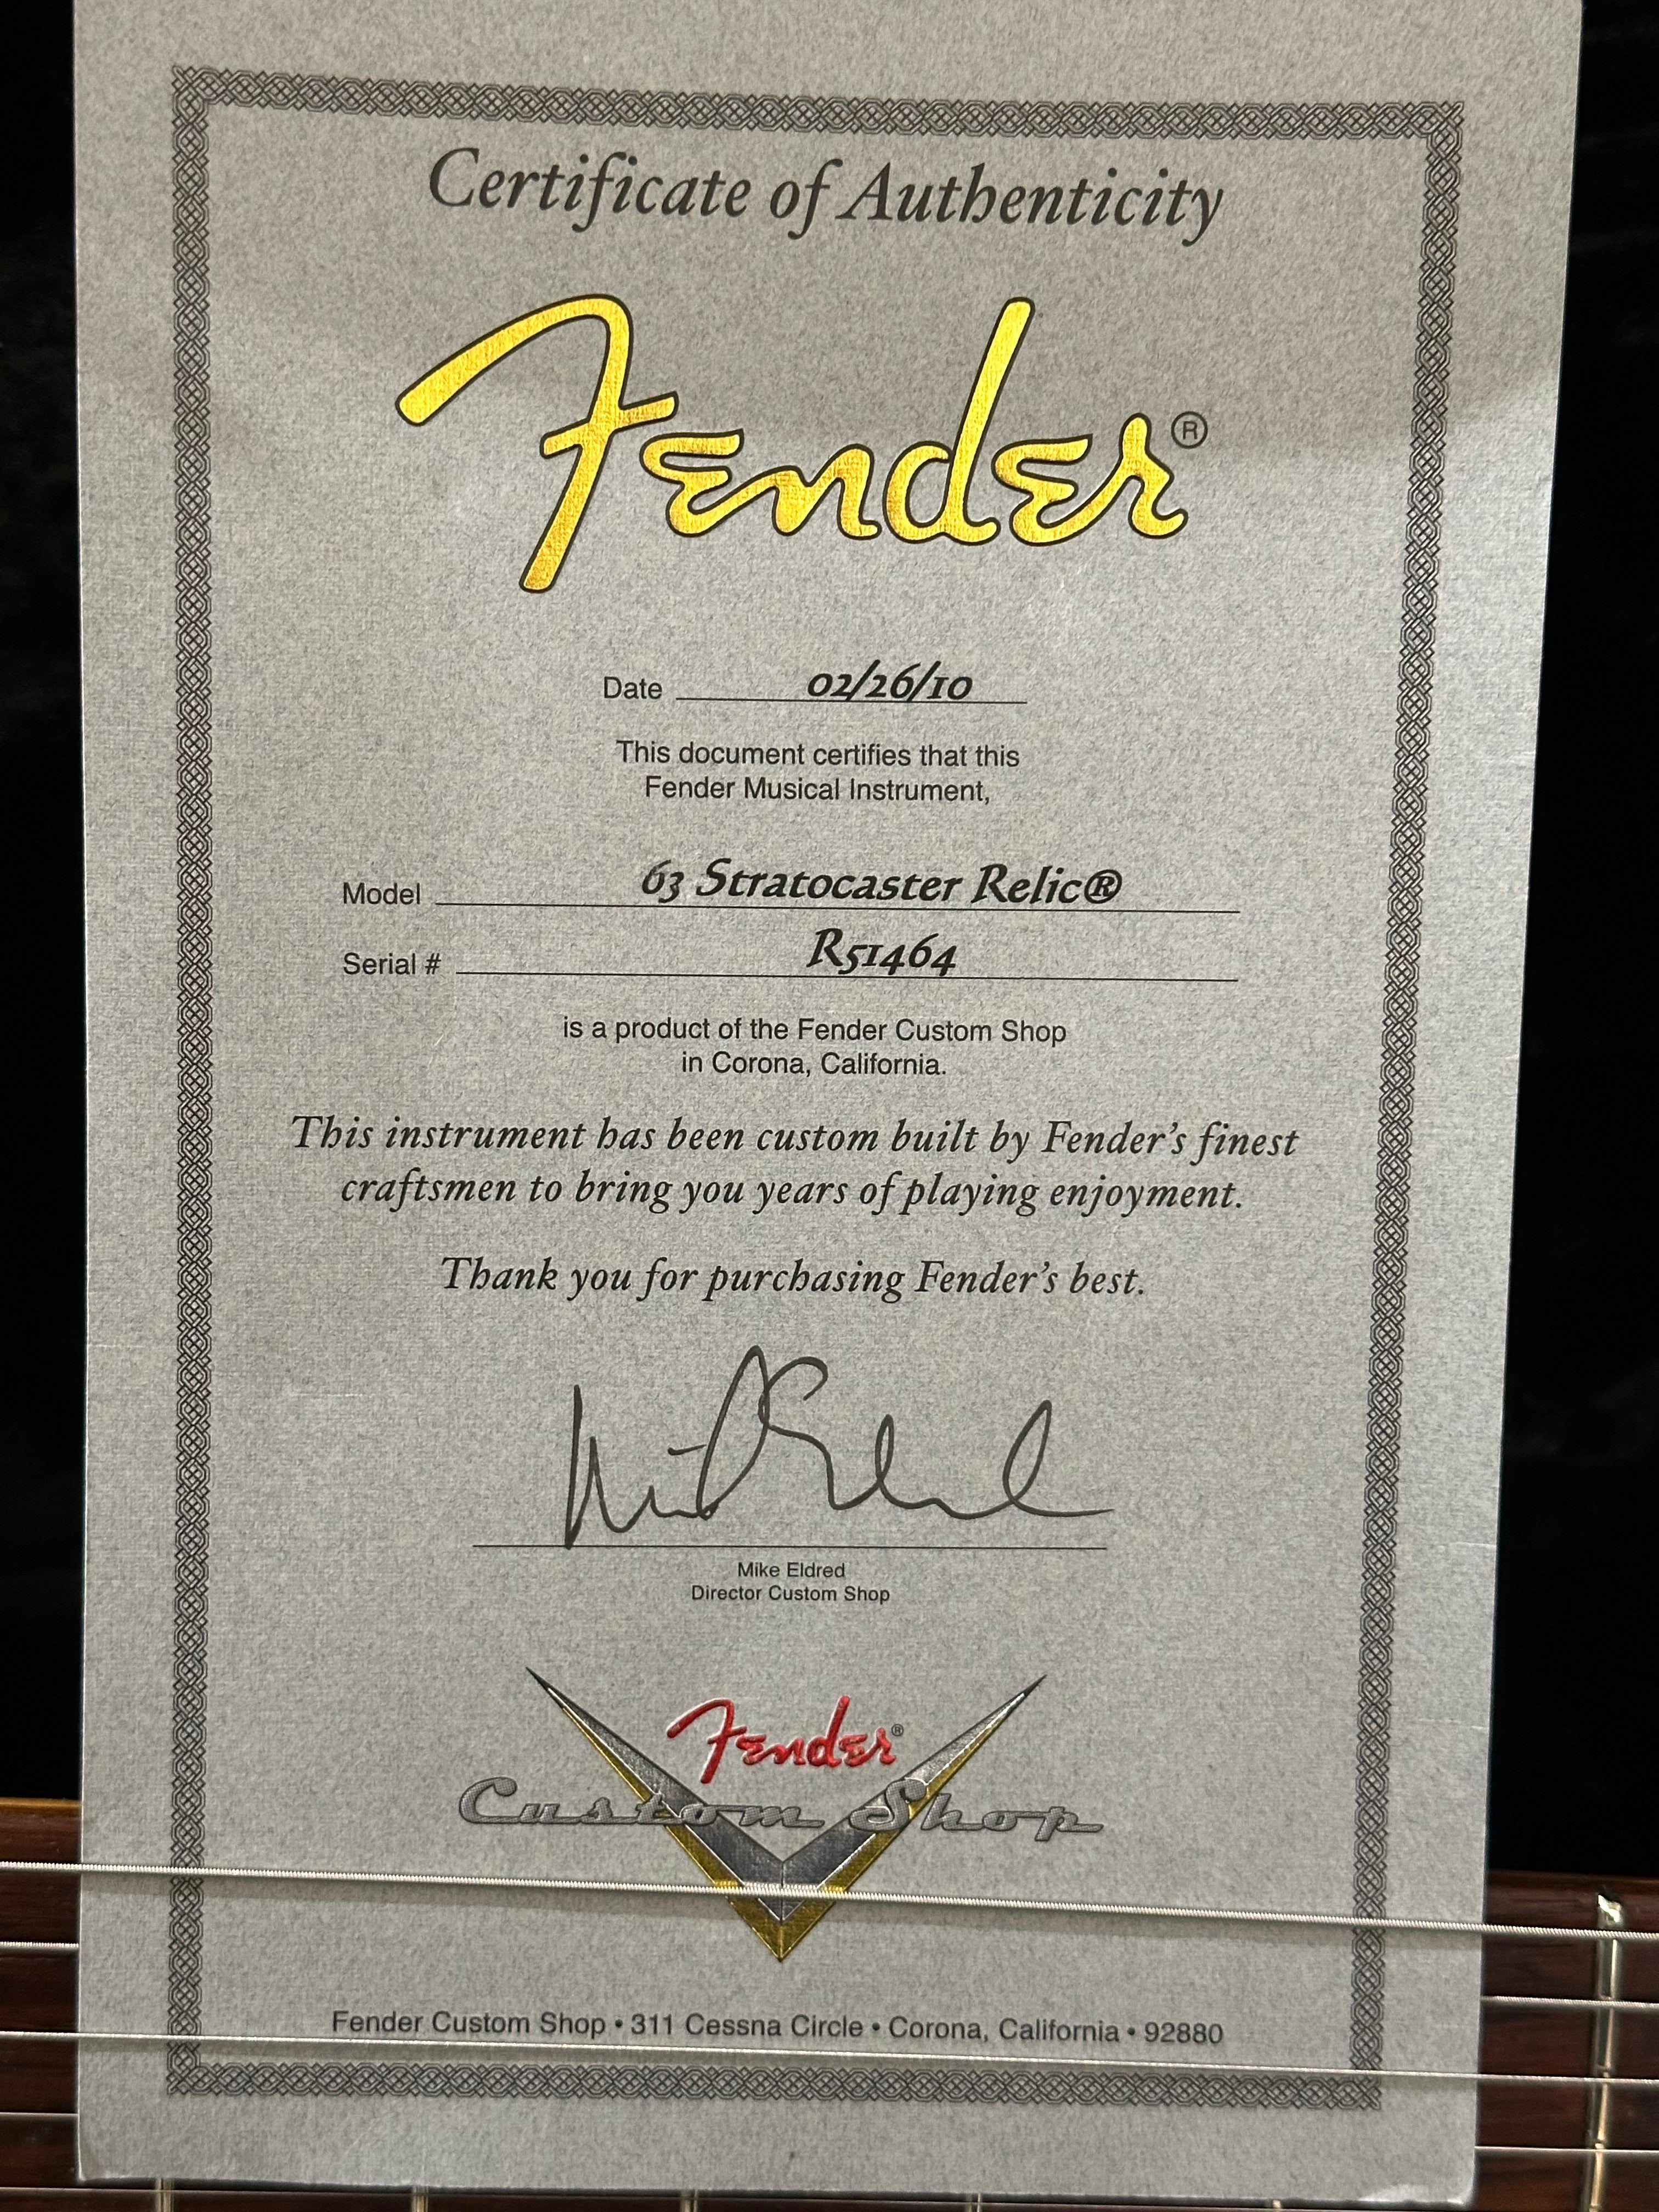 Certificate of Authenticity
Fender®
Date 02/26/10
This document certifies that this
Fender Musical Instrument,
Model 63 Stratocaster Relic®
Serial # R51464
is a product of the Fender Custom Shop
in Corona, California.
This instrument has been custom built by Fender's finest
craftsmen to bring you years of playing enjoyment.
Thank you for purchasing Fender's best.
Mike Eldred
Director Custom Shop
Fender®
Custom Shop
Fender Custom Shop • 311 Cessna Circle • Corona, California • 92880